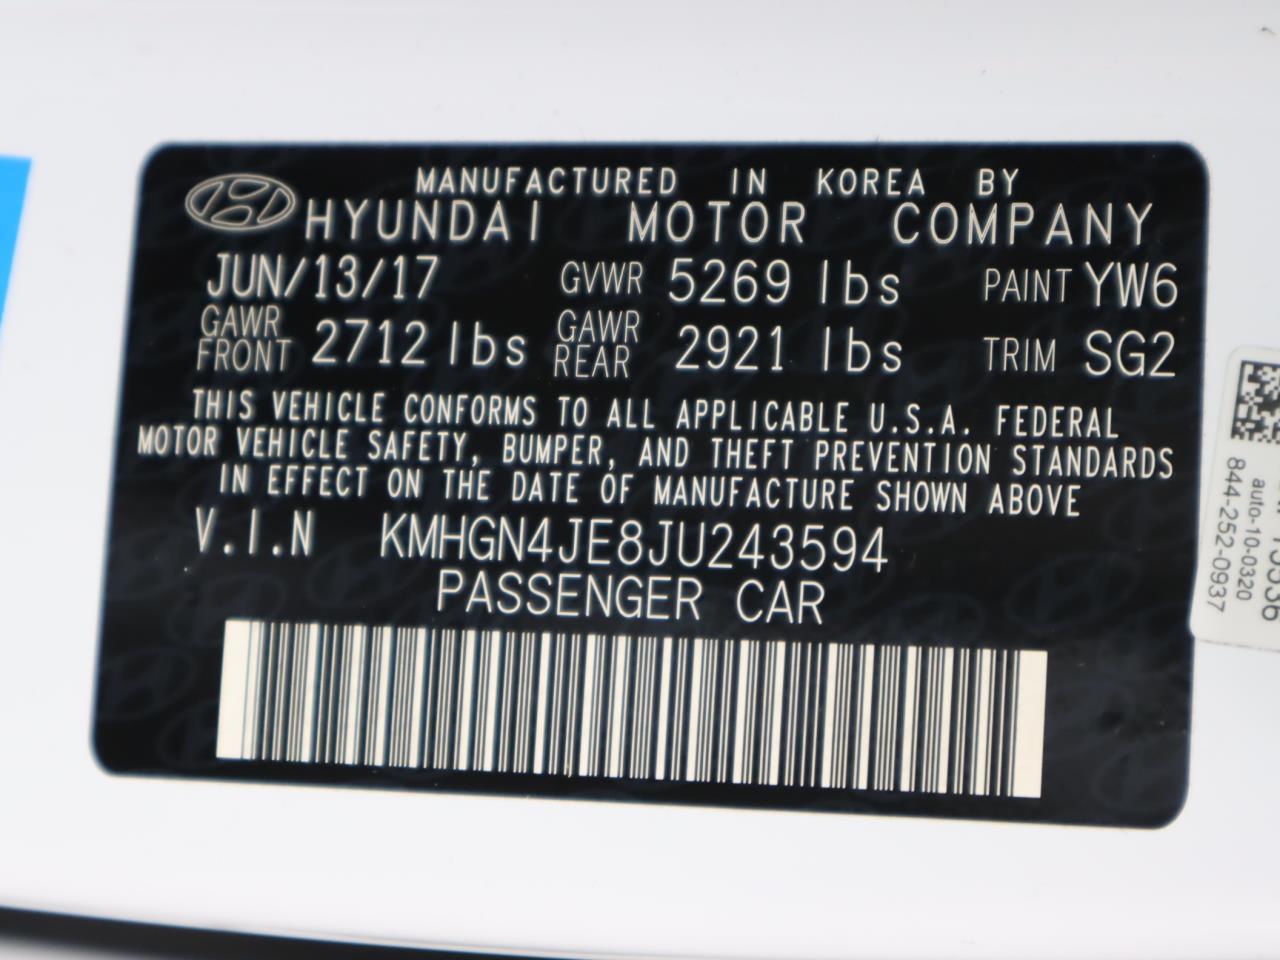 MANUFACTURED IN KOREA BY
HYUNDAI MOTOR COMPANY
JUN/13/17 GVWR 5269 lbs PAINT YW6
GAWR FRONT 2712 lbs GAWR REAR 2921 lbs TRIM SG2
THIS VEHICLE CONFORMS TO ALL APPLICABLE U.S.A. FEDERAL
MOTOR VEHICLE SAFETY, BUMPER, AND THEFT PREVENTION STANDARDS
IN EFFECT ON THE DATE OF MANUFACTURE SHOWN ABOVE
V.I.N KMHGN4JE8JU243594
PASSENGER CAR
auto-10-0320
844-252-0937